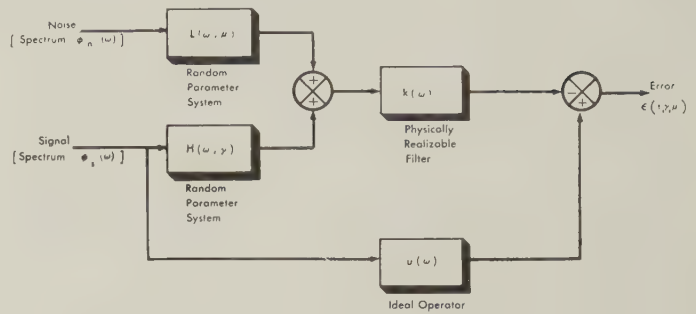 Noise
[ Spectrum ϕn (ω) ]
L(ω,μ)
Random
Parameter
System
+
+
k(ω)
Physically
Realizable
Filter
−
+
Error
ϵ(τ,γ,μ)
Signal
[ Spectrum ϕs (ω) ]
H(ω,γ)
Random
Parameter
System
υ(ω)
Ideal Operator